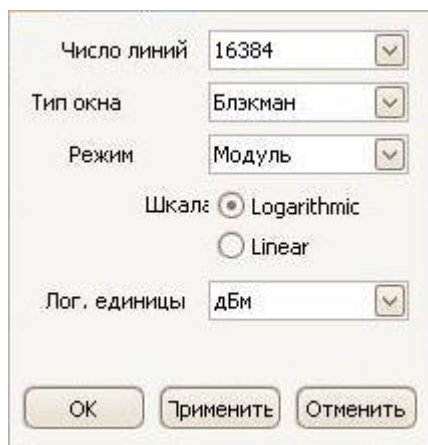 Число линий 16384
Тип окна Блэкман
Режим Модуль
Шкала Logarithmic
Linear
Лог. единицы дБм
OK Применить Отменить